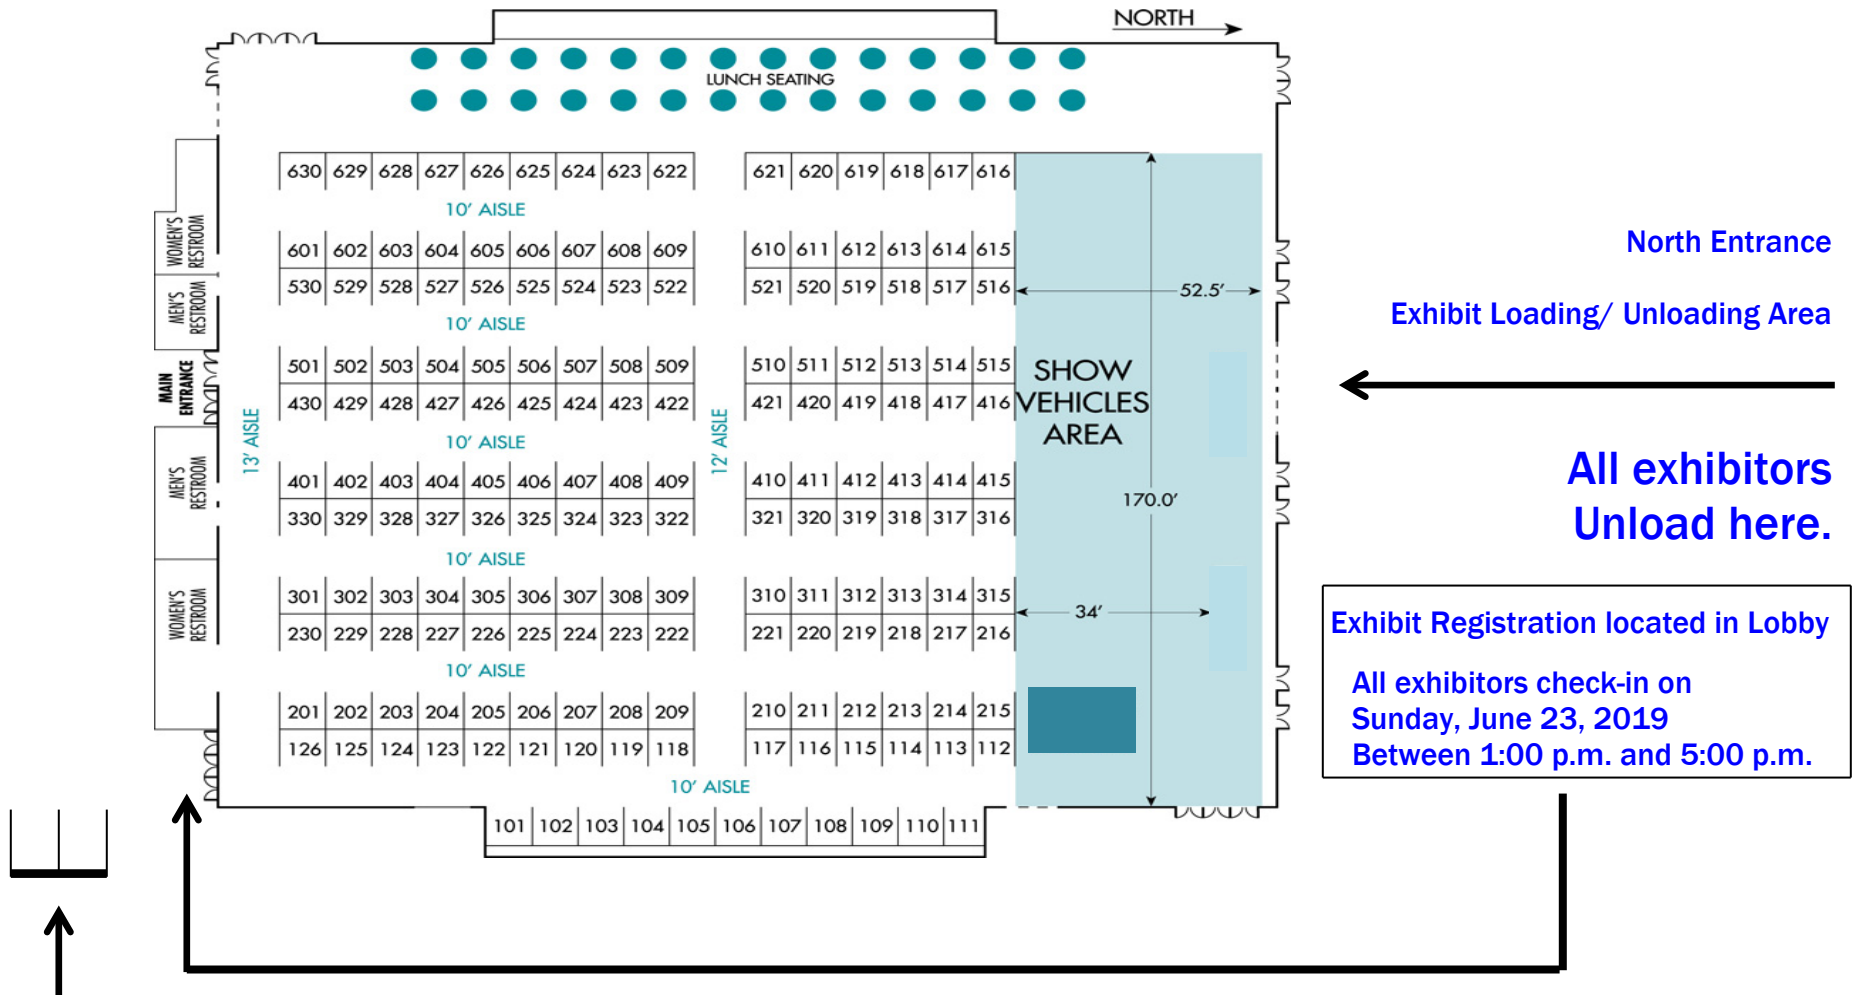 NORTH
LUNCH SEATING
630 629 628 627 626 625 624 623 622 621 620 619 618 617 616
10' AISLE
601 602 603 604 605 606 607 608 609 610 611 612 613 614 615
530 529 528 527 526 525 524 523 522 521 520 519 518 517 516
10' AISLE
501 502 503 504 505 506 507 508 509 510 511 512 513 514 515
430 429 428 427 426 425 424 423 422 421 420 419 418 417 416
10' AISLE
401 402 403 404 405 406 407 408 409 410 411 412 413 414 415
330 329 328 327 326 325 324 323 322 321 320 319 318 317 316
10' AISLE
301 302 303 304 305 306 307 308 309 310 311 312 313 314 315
230 229 228 227 226 225 224 223 222 221 220 219 218 217 216
10' AISLE
201 202 203 204 205 206 207 208 209 210 211 212 213 214 215
126 125 124 123 122 121 120 119 118 117 116 115 114 113 112
10' AISLE
101 102 103 104 105 106 107 108 109 110 111
WOMEN'S
RESTROOM
MEN'S
RESTROOM
MAIN
ENTRANCE
MEN'S
RESTROOM
WOMEN'S
RESTROOM
13' AISLE
12' AISLE
52.5'
SHOW
VEHICLES
AREA
170.0'
34'
North Entrance
Exhibit Loading/ Unloading Area
All exhibitors
Unload here.
Exhibit Registration located in Lobby
All exhibitors check-in on
Sunday, June 23, 2019
Between 1:00 p.m. and 5:00 p.m.